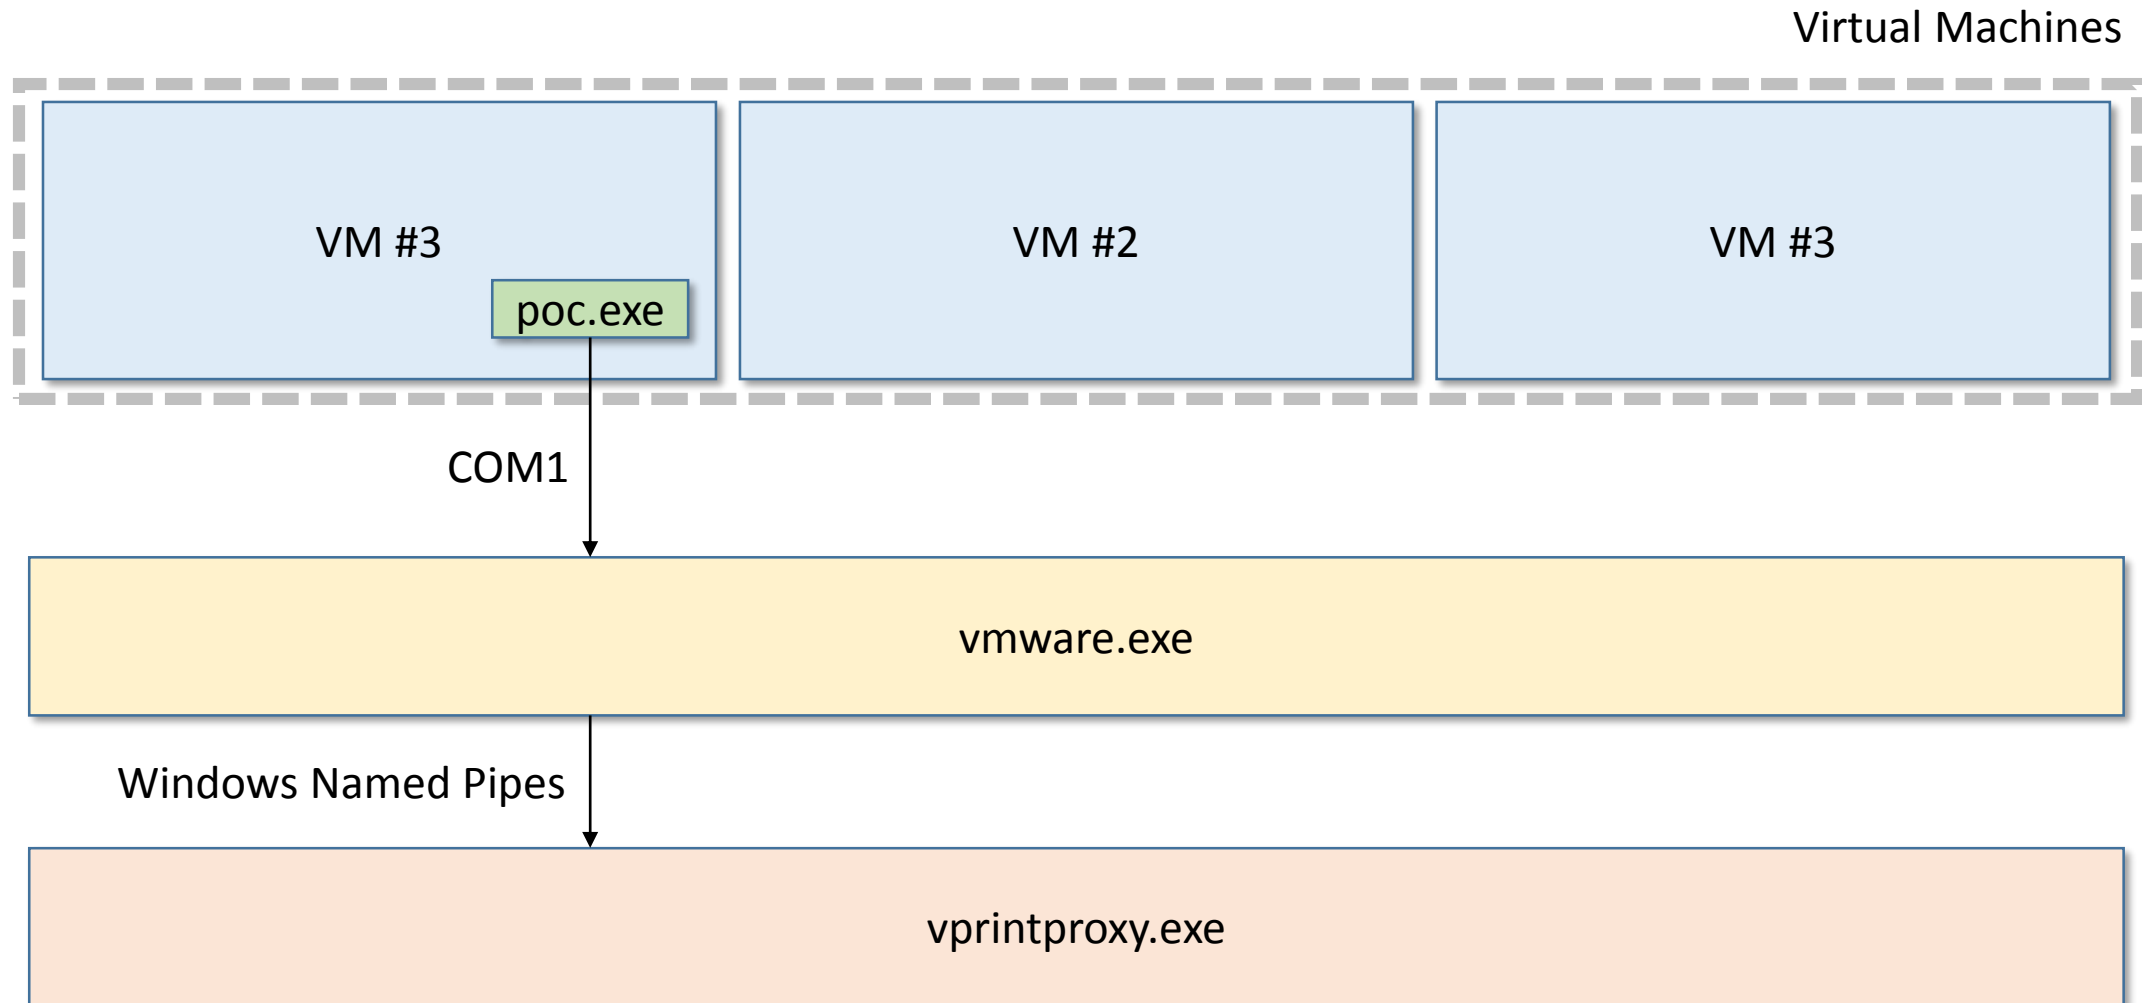 Virtual Machines
VM #3
VM #2
VM #3
poc.exe
COM1
vmware.exe
Windows Named Pipes
vprintproxy.exe